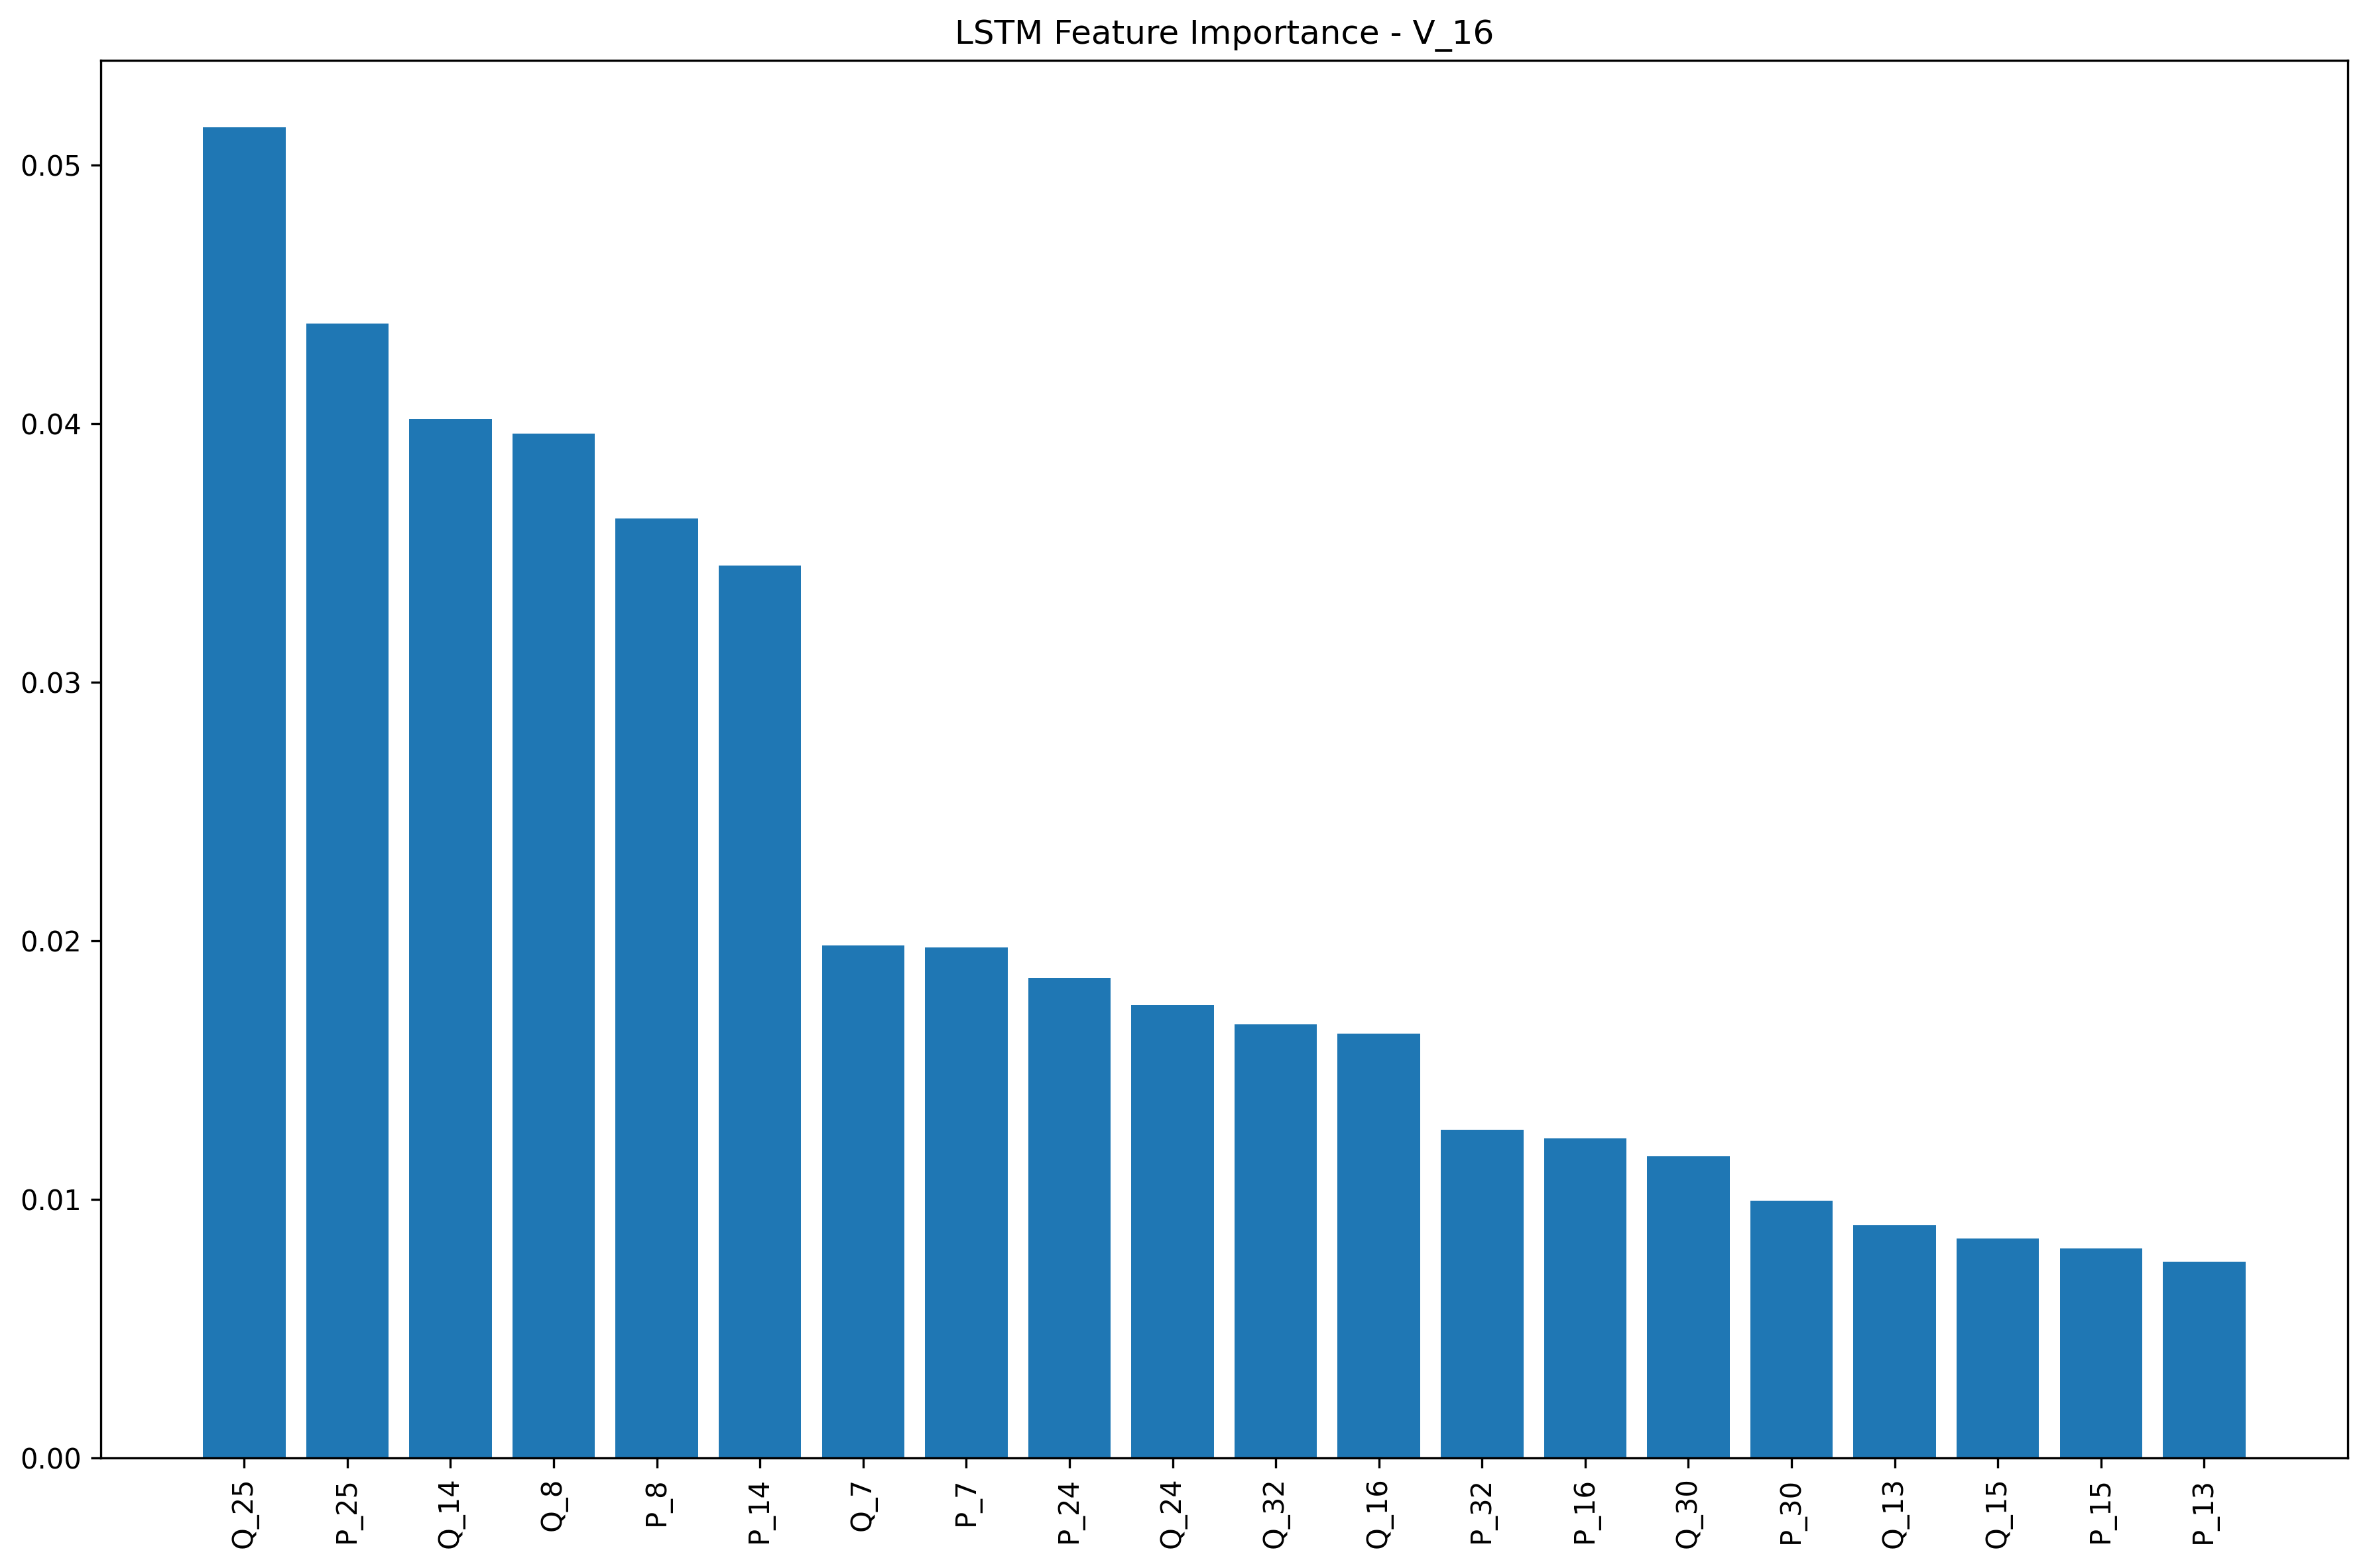 LSTM Feature Importance - V_16
0.05
0.04
0.03
0.02
0.01
0.00
Q_25
P_25
Q_14
Q_8
P_8
P_14
Q_7
P_7
P_24
Q_24
Q_32
Q_16
P_32
P_16
Q_30
P_30
Q_13
Q_15
P_15
P_13